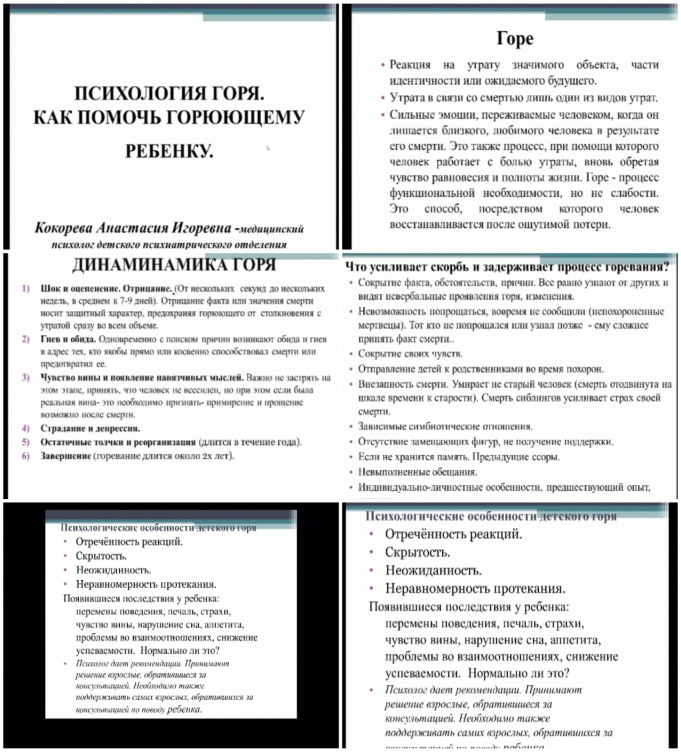 ПСИХОЛОГИЯ ГОРЯ.
КАК ПОМОЧЬ ГОРЮЮЩЕМУ
РЕБЕНКУ.
Кокорева Анастасия Игоревна -медицинский
психолог детского психиатрического отделения
Горе
• Реакция на утрату значимого объекта, части
идентичности или ожидаемого будущего.
• Утрата в связи со смертью лишь один из видов утрат.
• Сильные эмоции, переживаемые человеком, когда он
лишается близкого, любимого человека в результате
его смерти. Это также процесс, при помощи которого
человек работает с болью утраты, вновь обретая
чувство равновесия и полноты жизни. Горе - процесс
функциональной необходимости, но не слабости.
Это способ, посредством которого человек
восстанавливается после ощутимой потери.
ДИНАМИНАМИКА ГОРЯ
1) Шок и оцепенение. Отрицание. (От нескольких секунд до нескольких
недель, в среднем к 7-9 дней). Отрицание факта или значения смерти
носит защитный характер, предохраняя горюющего от столкновения с
утратой сразу во всем объеме.
2) Гнев и обида. Одновременно с поиском причин возникают обида и гнев
в адрес тех, кто якобы прямо или косвенно способствовал смерти или
предотвратил ее.
3) Чувство вины и появление навязчивых мыслей. Важно не застрять на
этом этапе, принять, что человек не всесилен, но при этом если была
реальная вина- это необходимо признать- примирение и прощение
возможно после смерти.
4) Страдание и депрессия.
5) Остаточные толчки и реорганизация (длится в течение года).
6) Завершение (горевание длится около 2х лет).
Что усиливает скорбь и задерживает процесс горевания?
• Сокрытие факта, обстоятельств, причин. Все равно узнают от других и
видят невербальные проявления горя, изменения.
• Невозможность попрощаться, вовремя не сообщили (непохороненные
мертвецы). Тот кто не попрощался или узнал позже - ему сложнее
принять факт смерти..
• Сокрытие своих чувств.
• Отправление детей к родственниками во время похорон.
• Внезапность смерти. Умирает не старый человек (смерть отодвинута на
шкале времени к старости). Смерть сиблингов усиливает страх своей
смерти.
• Зависимые симбиотические отношения.
• Отсутствие замещающих фигур, не получение поддержки.
• Если не хранится память. Предыдущие ссоры.
• Невыполненные обещания.
• Индивидуально-личностные особенности, предшествующий опыт,
Психологические особенности детского горя
• Отречённость реакций.
• Скрытость.
• Неожиданность.
• Неравномерность протекания.
Появившиеся последствия у ребенка:
перемены поведения, печаль, страхи,
чувство вины, нарушение сна, аппетита,
проблемы во взаимоотношениях, снижение
успеваемости. Нормально ли это?
• Психолог дает рекомендации. Принимают
решение взрослые, обратившиеся за
консультацией. Необходимо также
поддерживать самих взрослых, обратившихся за
консультацией по поводу ребенка.
Психологические особенности детского горя
• Отречённость реакций.
• Скрытость.
• Неожиданность.
• Неравномерность протекания.
Появившиеся последствия у ребенка:
перемены поведения, печаль, страхи,
чувство вины, нарушение сна, аппетита,
проблемы во взаимоотношениях, снижение
успеваемости. Нормально ли это?
• Психолог дает рекомендации. Принимают
решение взрослые, обратившиеся за
консультацией. Необходимо также
поддерживать самих взрослых, обратившихся за